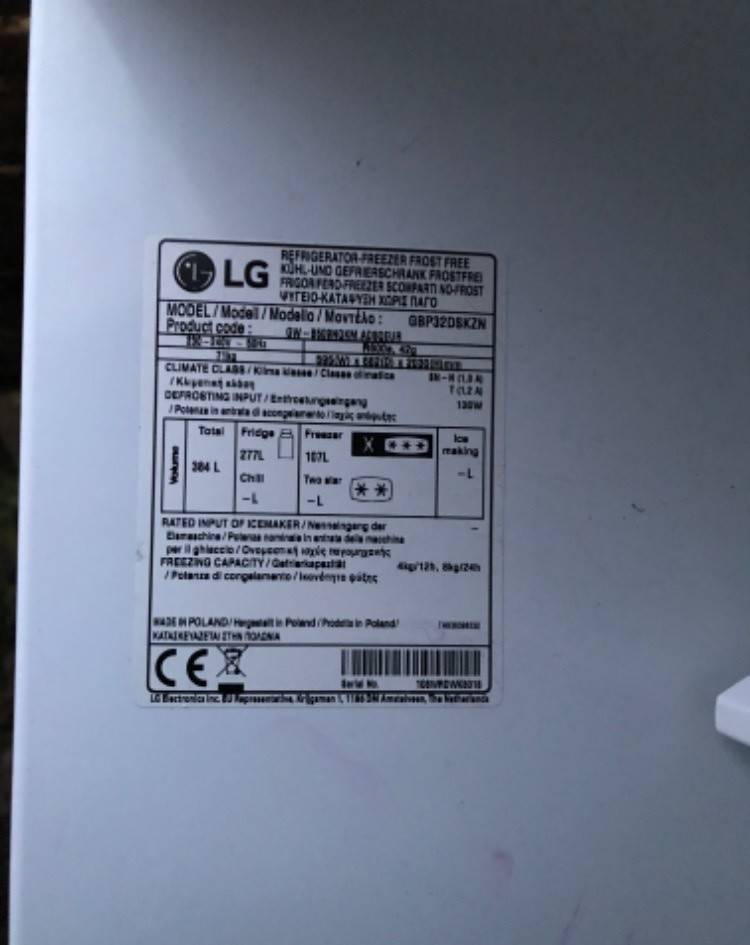 LG
REFRIGERATOR-FREEZER FROST FREE
KÜHL-UND GEFRIERSCHRANK FROSTFREI
FRIGORIFERO-FREEZER SCOMPARTI NO-FROST
ΨΥΓΕΙΟ-ΚΑΤΑΨΥΞΗ ΧΩΡΙΣ ΠΑΓΟ
MODEL / Modell / Modello / Μοντέλο : GBP32DSKZN
Product code :
71kg
CLIMATE CLASS / Klima klasse / Classe climatica SN-N (1,0 A)
/ Κλιματική κλάση T (1,2 A)
DEFROSTING INPUT / Entfrostungseingang 130W
/ Potenza in entrata di scongelamento / Ισχύς απόψυξης
Volume
Total
384 L
Fridge
277L
Chill
-L
Freezer
107L
Two star
-L
Ice
making
-L
RATED INPUT OF ICEMAKER / Nenneingang der –
Eismaschine / Potenza nominale in entrata della macchina
per il ghiaccio / Ονομαστική ισχύς παγομηχανής
FREEZING CAPACITY / Gefrierkapazität 4kg/12h, 8kg/24h
/ Potenza di congelamento / Ικανότητα ψύξης
MADE IN POLAND / Hergestellt in Poland / Prodotto in Poland/
ΚΑΤΑΣΚΕΥΑΖΕΤΑΙ ΣΤΗΝ ΠΟΛΩΝΙΑ
CE
Serial No.
LG Electronics Inc. EU Representative, Krijgsman 1, 1186 DM Amstelveen, The Netherlands